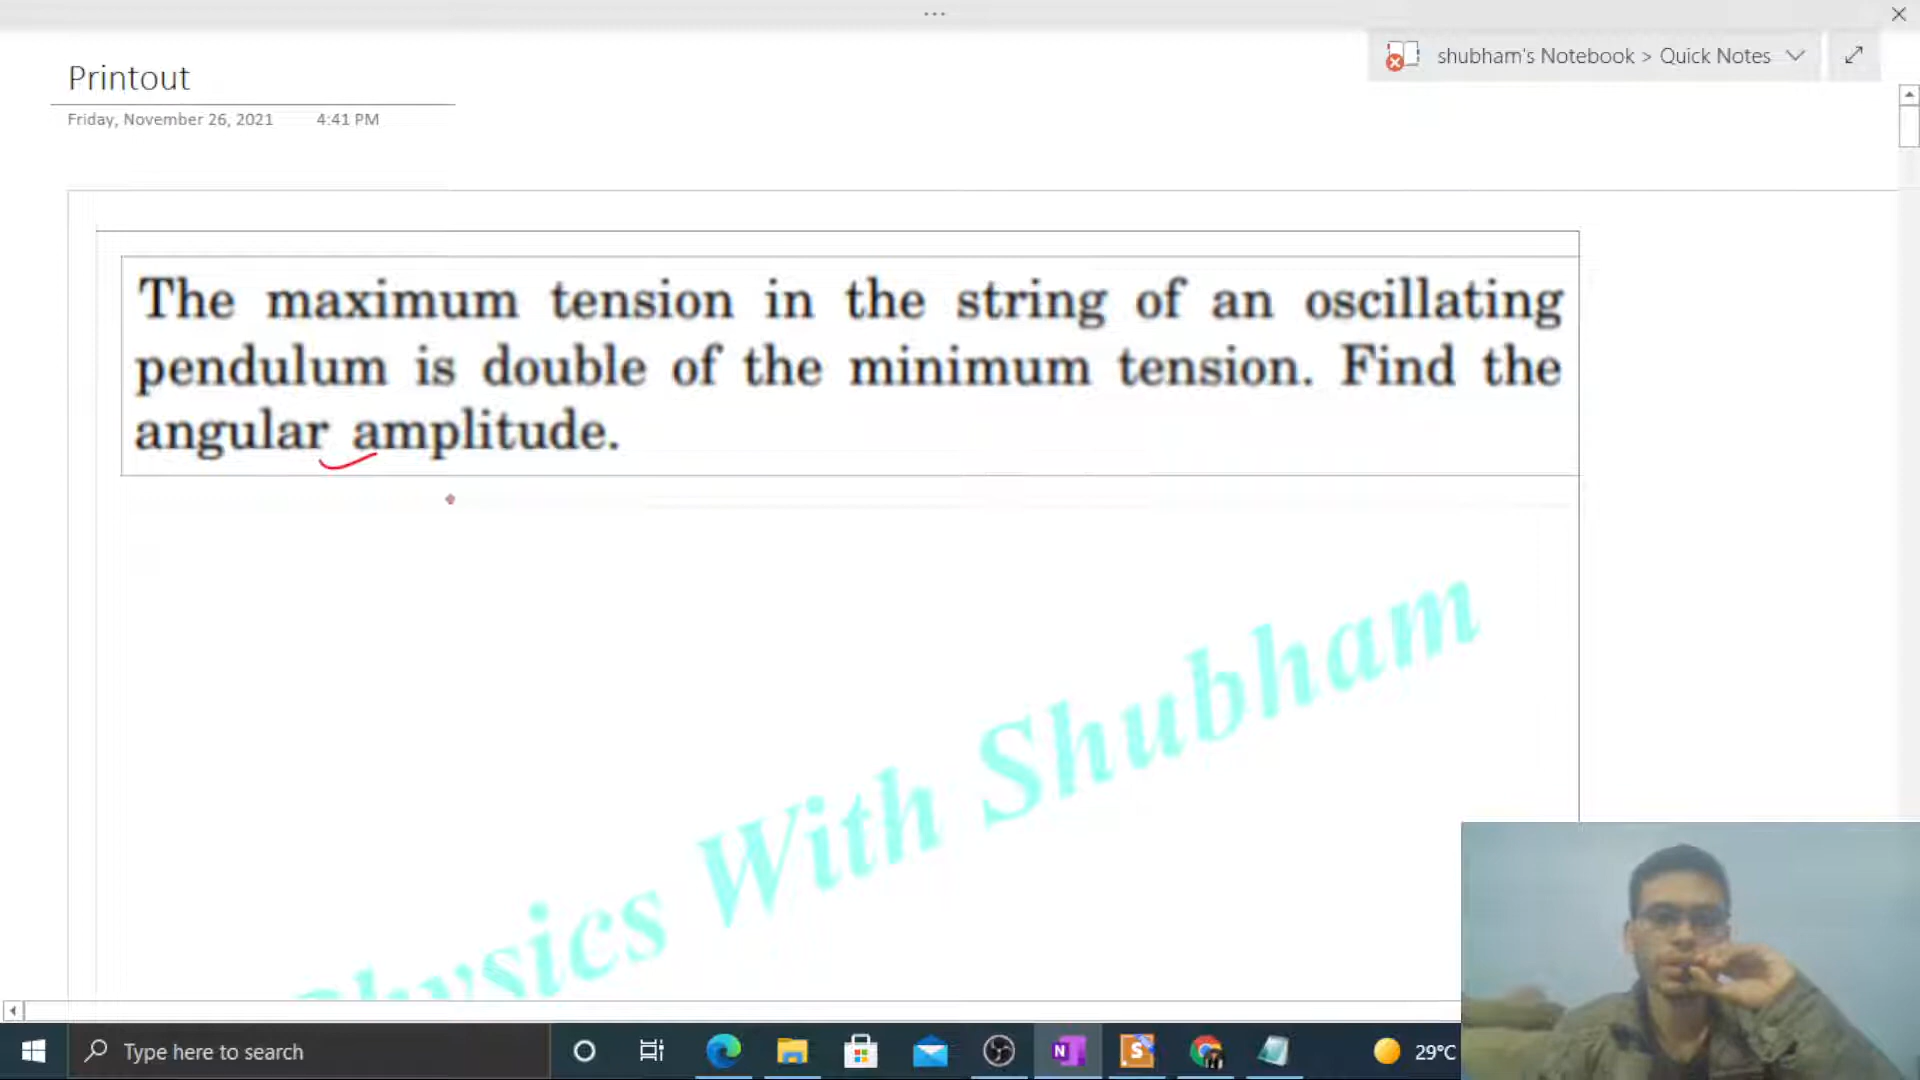 shubham's Notebook > Quick Notes
Printout
Friday, November 26, 2021 4:41 PM
The maximum tension in the string of an oscillating
pendulum is double of the minimum tension. Find the
angular amplitude.
Physics With Shubham
Type here to search
29°C